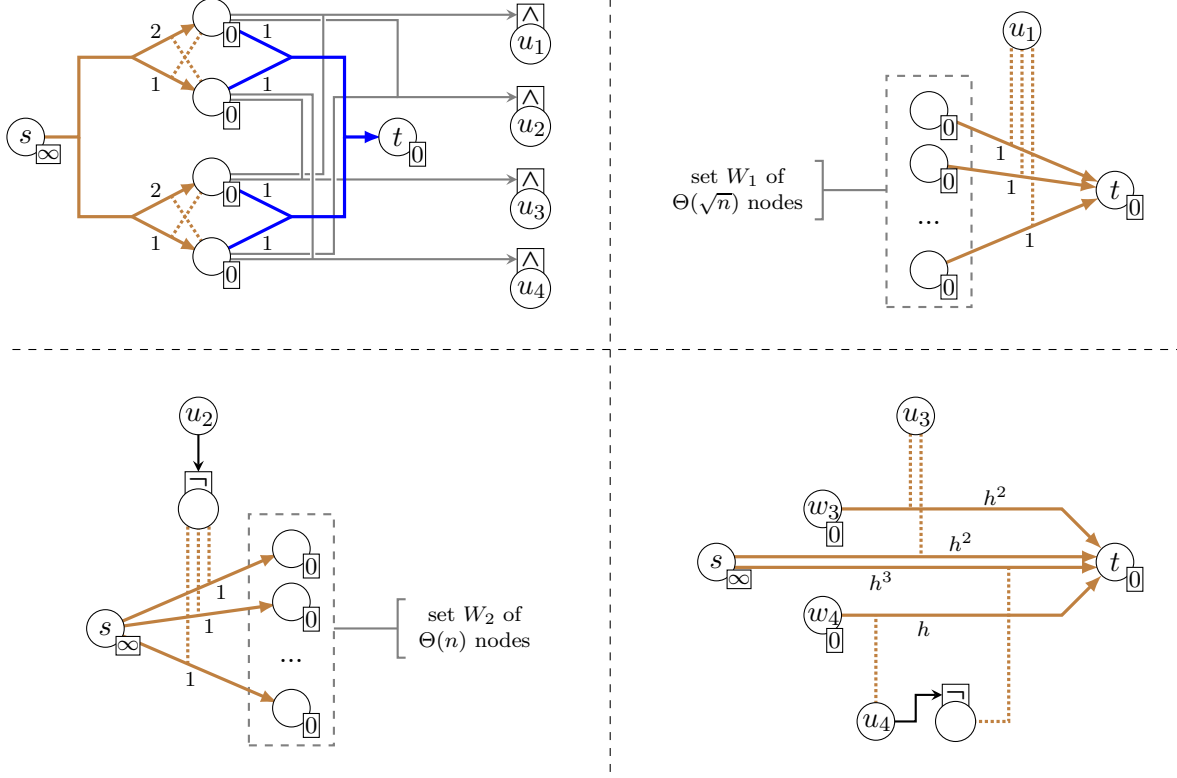 2
0
1
∧
u₁
1
0
1
∧
u₂
s
∞
t
0
2
0
1
∧
u₃
1
0
1
∧
u₄
u₁
0
1
0
1
set W₁ of
Θ(√n) nodes
t
0
...
1
0
u₂
¬
0
1
0
1
s
∞
set W₂ of
Θ(n) nodes
...
1
0
u₃
w₃
0
h²
s
∞
h²
h³
t
0
w₄
0
h
¬
u₄